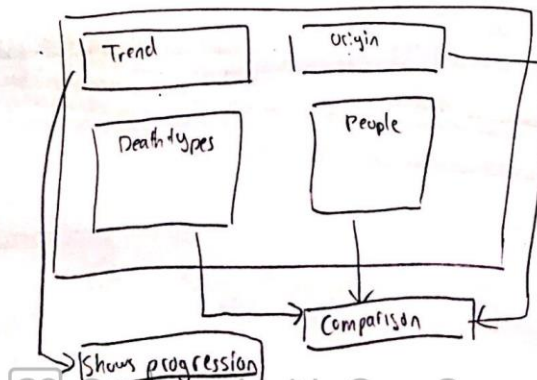 Trend
Origin
Death types
People
Comparison
Shows progression